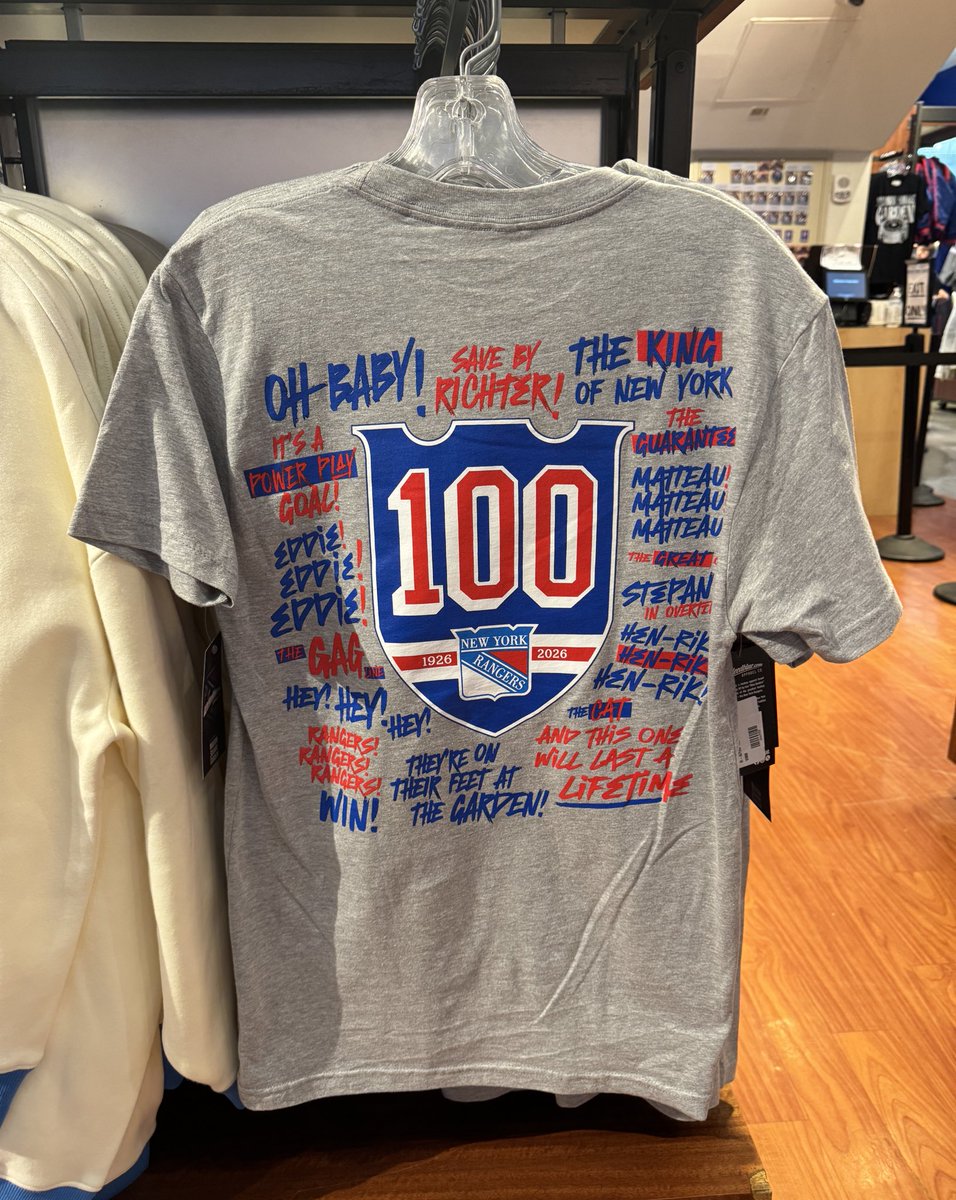 OH-BABY!
SAVE BY
RICHTER!
THE KING
OF NEW YORK
IT'S A
POWER PLAY
GOAL!
EDDIE!
EDDIE!
EDDIE!
THE GAG LINE
HEY! HEY! HEY!
RANGERS!
RANGERS!
RANGERS!
WIN!
100
NEW YORK
RANGERS
1926
2026
THE
GUARANTEE
MATTEAU!
MATTEAU
MATTEAU
THE GREAT
STEPAN
IN
HEN-RIK
HEN-RIK
HEN-RIK!
THE CAT
THEY'RE ON
THEIR FEET AT
THE GARDEN!
AND THIS ONE
WILL LAST A
LIFETIME
EXIT
ONLY